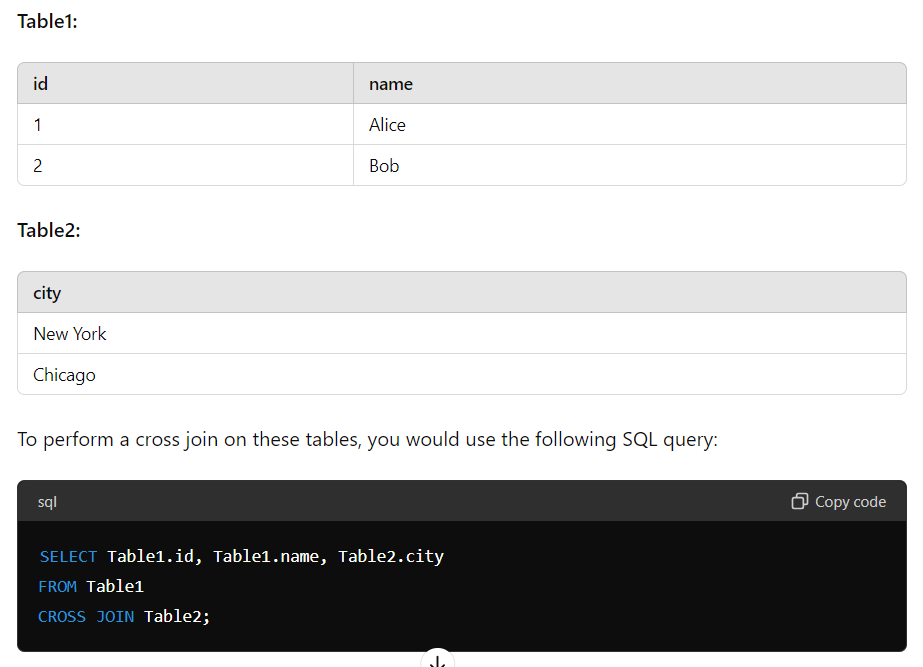 Table1:
id name
1 Alice
2 Bob
Table2:
city
New York
Chicago
To perform a cross join on these tables, you would use the following SQL query:
sql Copy code
SELECT Table1.id, Table1.name, Table2.city
FROM Table1
CROSS JOIN Table2;